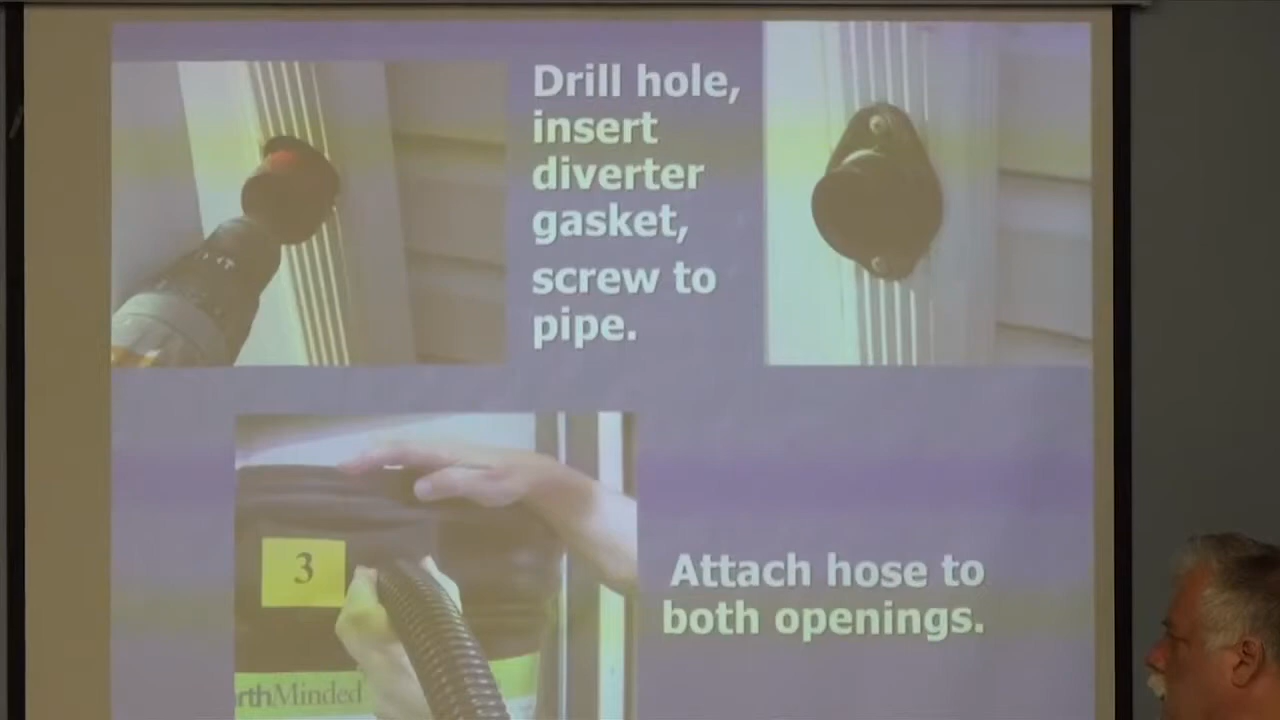 Drill hole,
insert
diverter
gasket,
screw to
pipe.
3
rthMinded
Attach hose to
both openings.